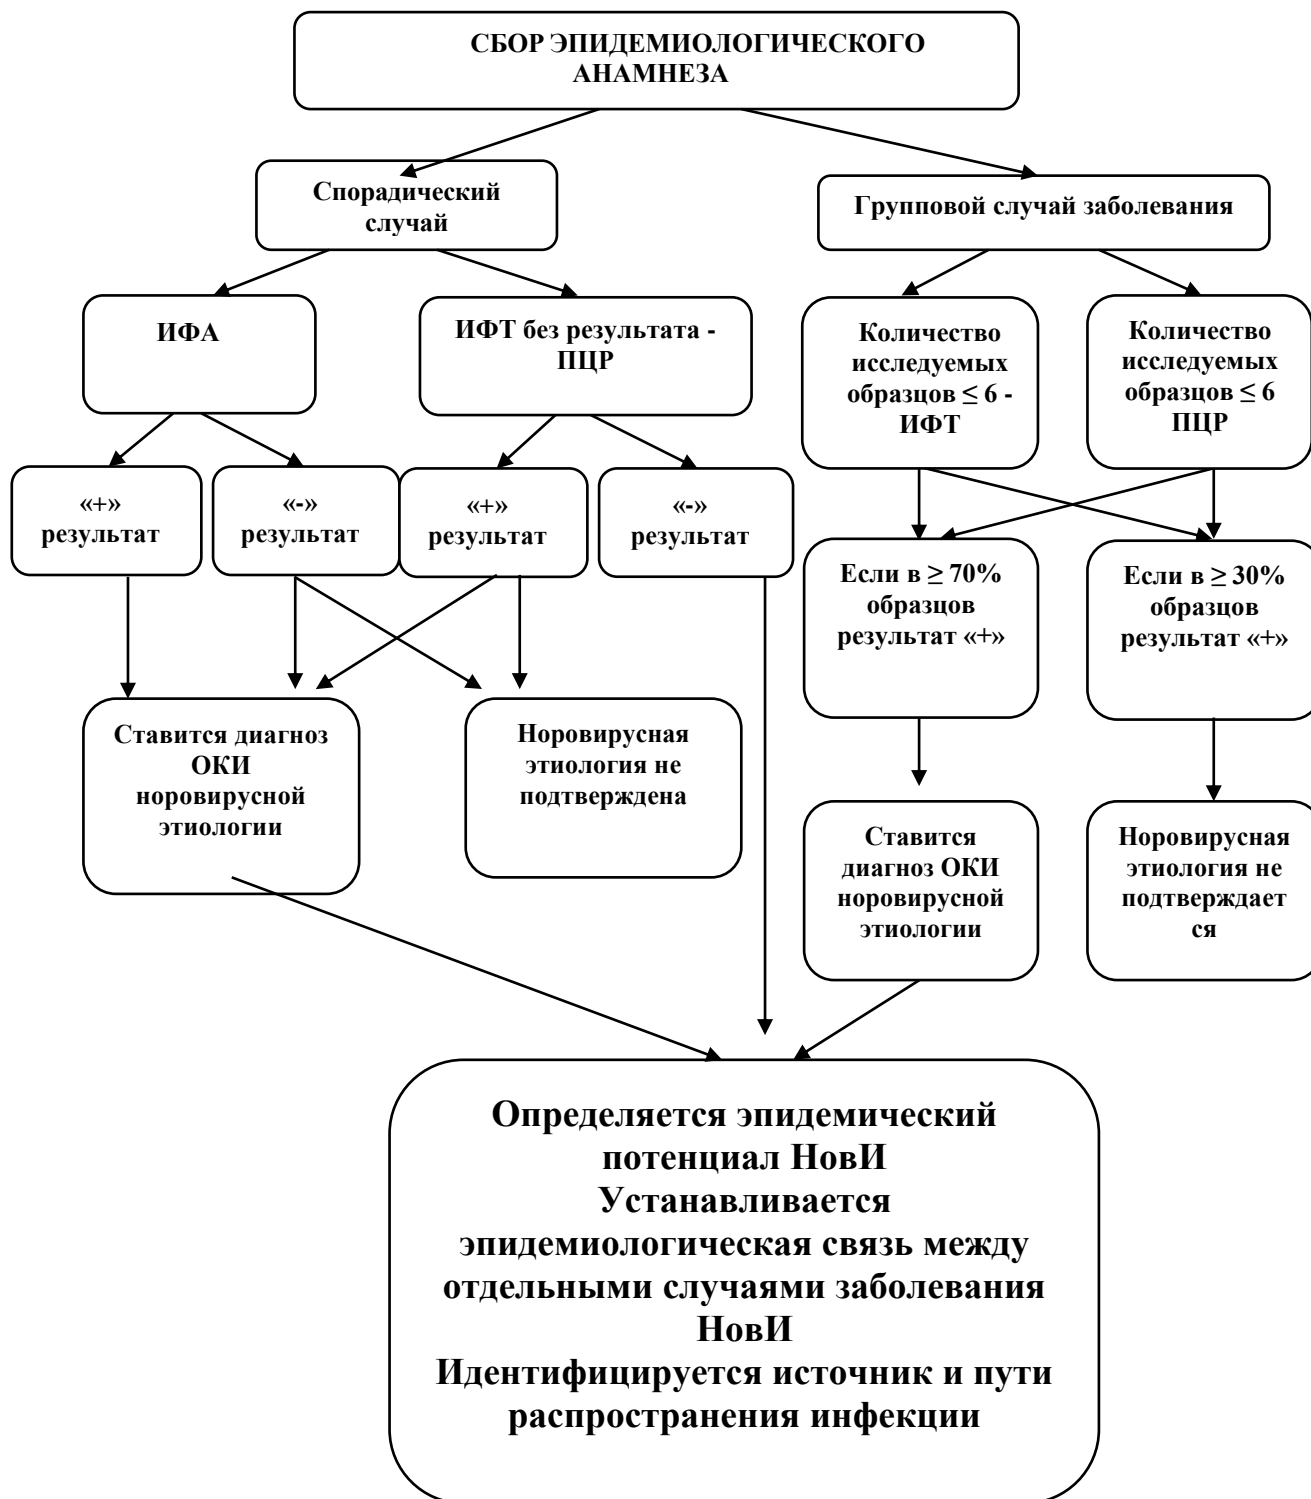 СБОР ЭПИДЕМИОЛОГИЧЕСКОГО
АНАМНЕЗА
Спорадический
случай
Групповой случай заболевания
ИФА
ИФТ без результата -
ПЦР
Количество
исследуемых
образцов ≤ 6 -
ИФТ
Количество
исследуемых
образцов ≤ 6
ПЦР
«+»
результат
«-»
результат
«+»
результат
«-»
результат
Если в ≥ 70%
образцов
результат «+»
Если в ≥ 30%
образцов
результат «+»
Ставится диагноз
ОКИ
норовирусной
этиологии
Норовирусная
этиология не
подтверждена
Ставится
диагноз ОКИ
норовирусной
этиологии
Норовирусная
этиология не
подтверждает
ся
Определяется эпидемический
потенциал НовИ
Устанавливается
эпидемиологическая связь между
отдельными случаями заболевания
НовИ
Идентифицируется источник и пути
распространения инфекции